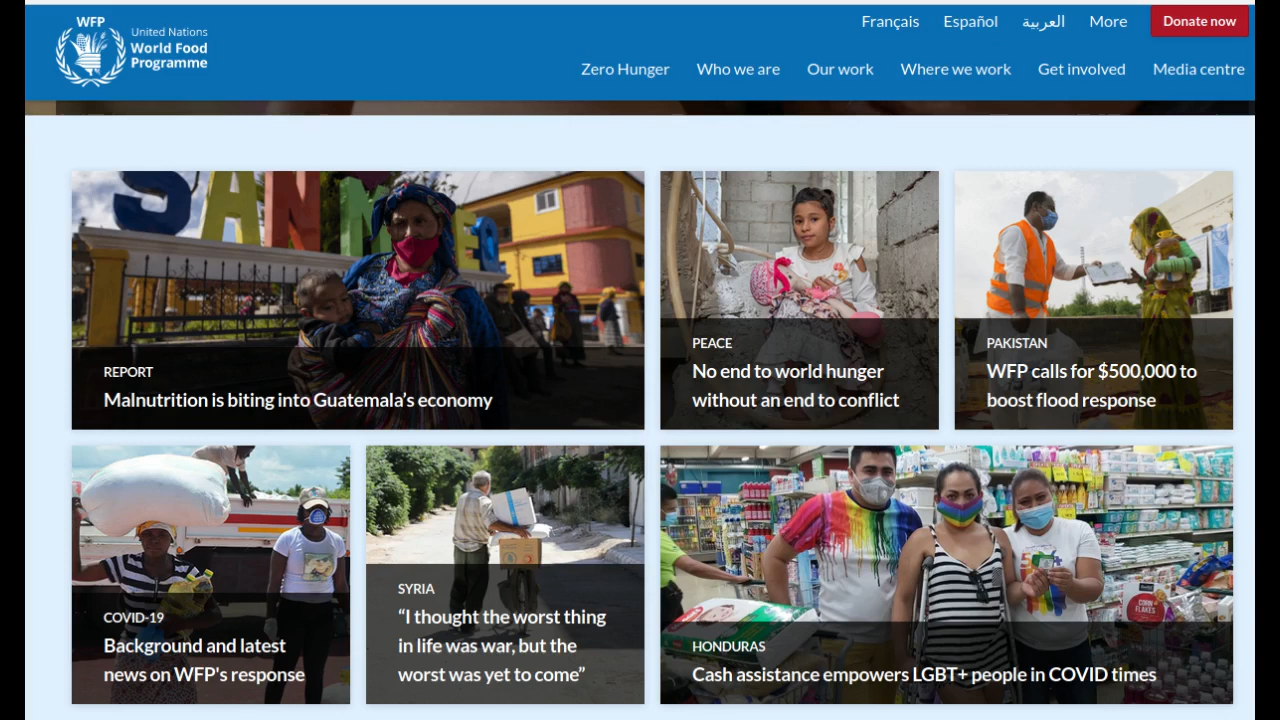 WFP
United Nations
World Food
Programme
Français Español العربية More Donate now
Zero Hunger Who we are Our work Where we work Get involved Media centre
SAN M
REPORT
Malnutrition is biting into Guatemala’s economy
PEACE
No end to world hunger
without an end to conflict
PAKISTAN
WFP calls for $500,000 to
boost flood response
COVID-19
Background and latest
news on WFP's response
SYRIA
“I thought the worst thing
in life was war, but the
worst was yet to come”
CORN
FLAKES
HONDURAS
Cash assistance empowers LGBT+ people in COVID times